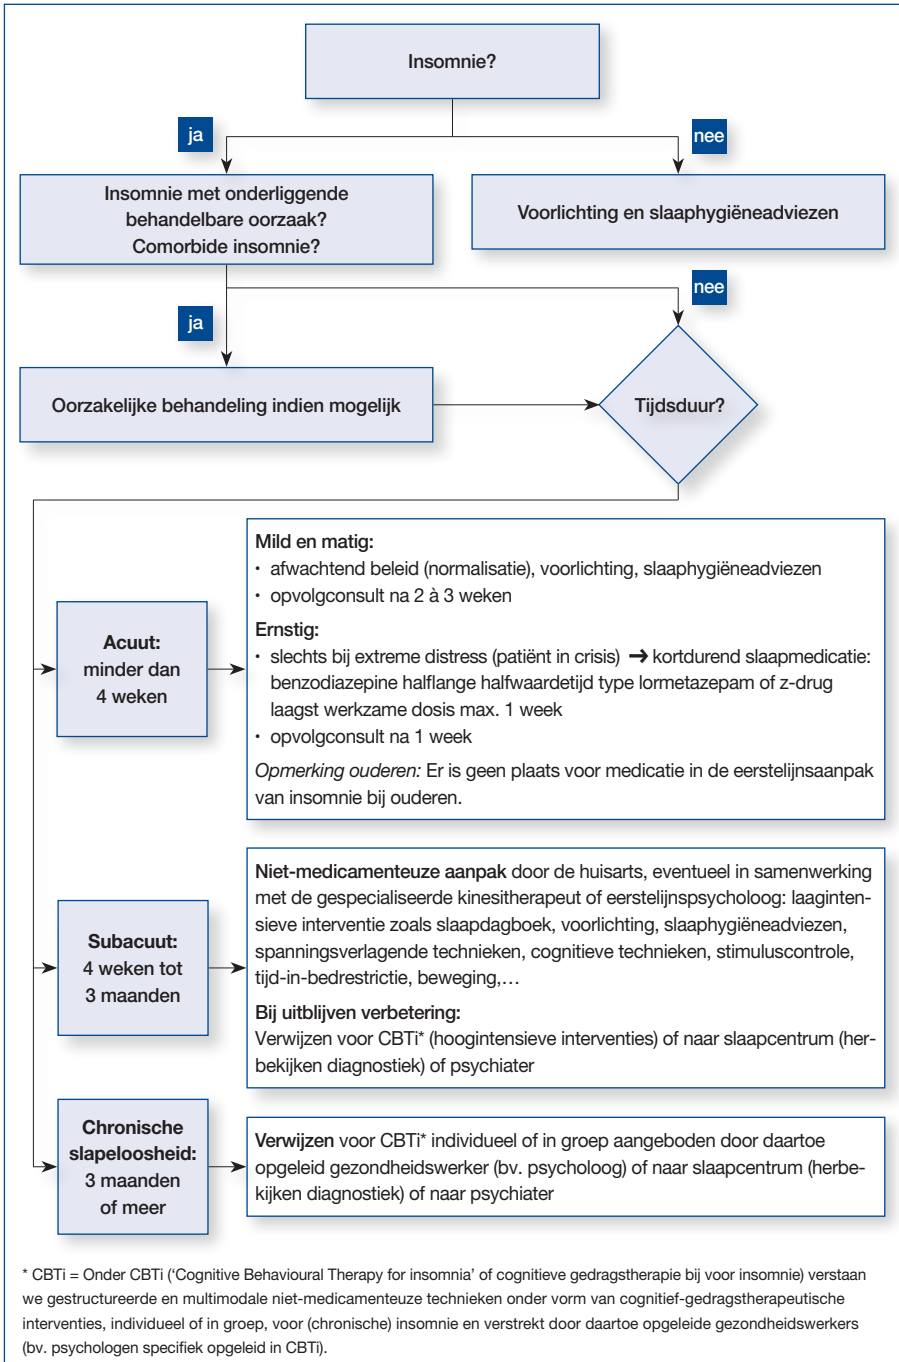 Insomnie?
ja
nee
Insomnie met onderliggende
behandelbare oorzaak?
Comorbide insomnie?
Voorlichting en slaaphygiëneadviezen
ja
nee
Oorzakelijke behandeling indien mogelijk
Tijdsduur?
Acuut:
minder dan
4 weken
Mild en matig:
• afwachtend beleid (normalisatie), voorlichting, slaaphygiëneadviezen
• opvolgconsult na 2 à 3 weken
Ernstig:
• slechts bij extreme distress (patiënt in crisis) → kortdurend slaapmedicatie:
benzodiazepine halflange halfwaardetijd type lormetazepam of z-drug
laagst werkzame dosis max. 1 week
• opvolgconsult na 1 week
Opmerking ouderen: Er is geen plaats voor medicatie in de eerstelijnsaanpak
van insomnie bij ouderen.
Subacuut:
4 weken tot
3 maanden
Niet-medicamenteuze aanpak door de huisarts, eventueel in samenwerking
met de gespecialiseerde kinesitherapeut of eerstelijnspsycholoog: laaginten-
sieve interventie zoals slaapdagboek, voorlichting, slaaphygiëneadviezen,
spanningsverlagende technieken, cognitieve technieken, stimuluscontrole,
tijd-in-bedrestrictie, beweging,...
Bij uitblijven verbetering:
Verwijzen voor CBTi* (hoogintensieve interventies) of naar slaapcentrum (her-
bekijken diagnostiek) of psychiater
Chronische
slapeloosheid:
3 maanden
of meer
Verwijzen voor CBTi* individueel of in groep aangeboden door daartoe
opgeleid gezondheidswerker (bv. psycholoog) of naar slaapcentrum (herbe-
kijken diagnostiek) of naar psychiater
* CBTi = Onder CBTi (‘Cognitive Behavioural Therapy for insomnia’ of cognitieve gedragstherapie bij voor insomnie) verstaan
we gestructureerde en multimodale niet-medicamenteuze technieken onder vorm van cognitief-gedragstherapeutische
interventies, individueel of in groep, voor (chronische) insomnie en verstrekt door daartoe opgeleide gezondheidswerkers
(bv. psychologen specifiek opgeleid in CBTi).